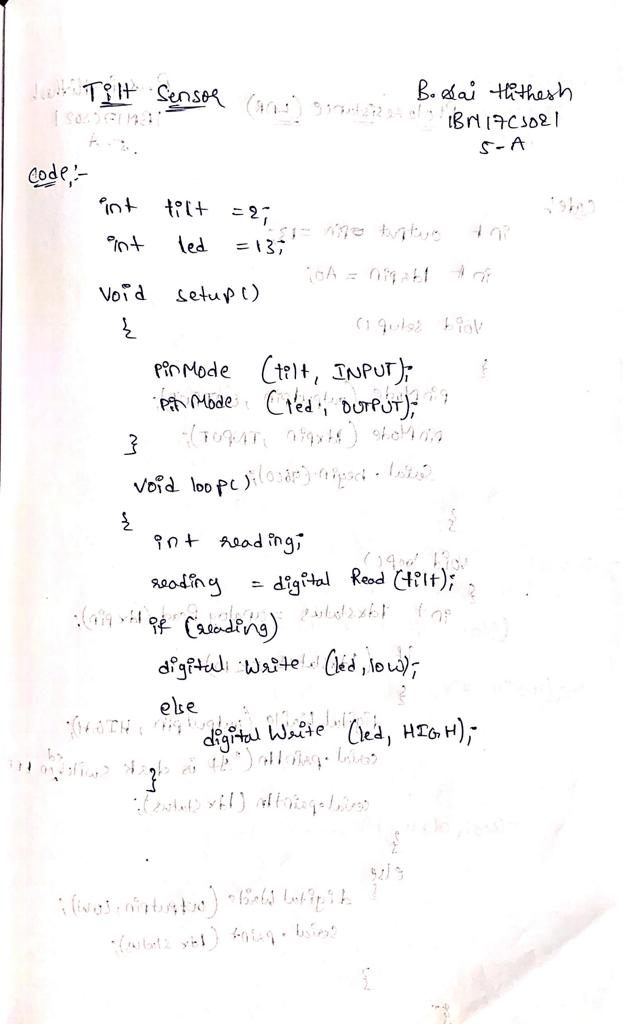 Tilt Sensor
B. Sai Hithesh
1BM17CS021
5-A
Code:-
int tilt = 2;
int led = 13;
void setup()
{
pinMode (tilt, INPUT);
pinMode (led, OUTPUT);
}
void loop()
{
int reading;
reading = digital Read (tilt);
if (reading)
digital Write (led, low);
else
digital Write (led, HIGH);
}